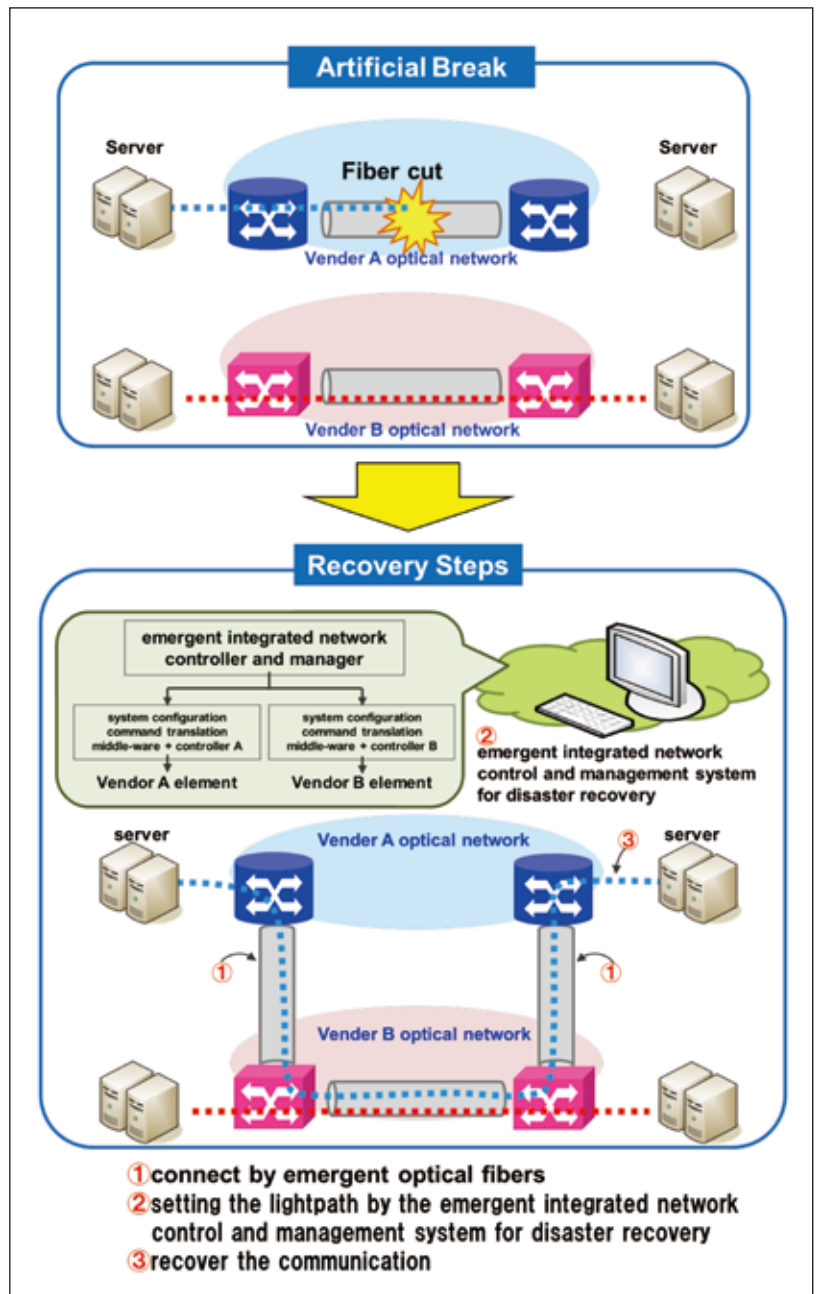 Artificial Break
Server
Server
Fiber cut
Vender A optical network
Vender B optical network
Recovery Steps
emergent integrated network
controller and manager
system configuration
command translation
middle-ware + controller A
system configuration
command translation
middle-ware + controller B
Vendor A element
Vendor B element
②
emergent integrated network
control and management system
for disaster recovery
server
Vender A optical network
③
server
①
①
Vender B optical network
①connect by emergent optical fibers
②setting the lightpath by the emergent integrated network
control and management system for disaster recovery
③recover the communication